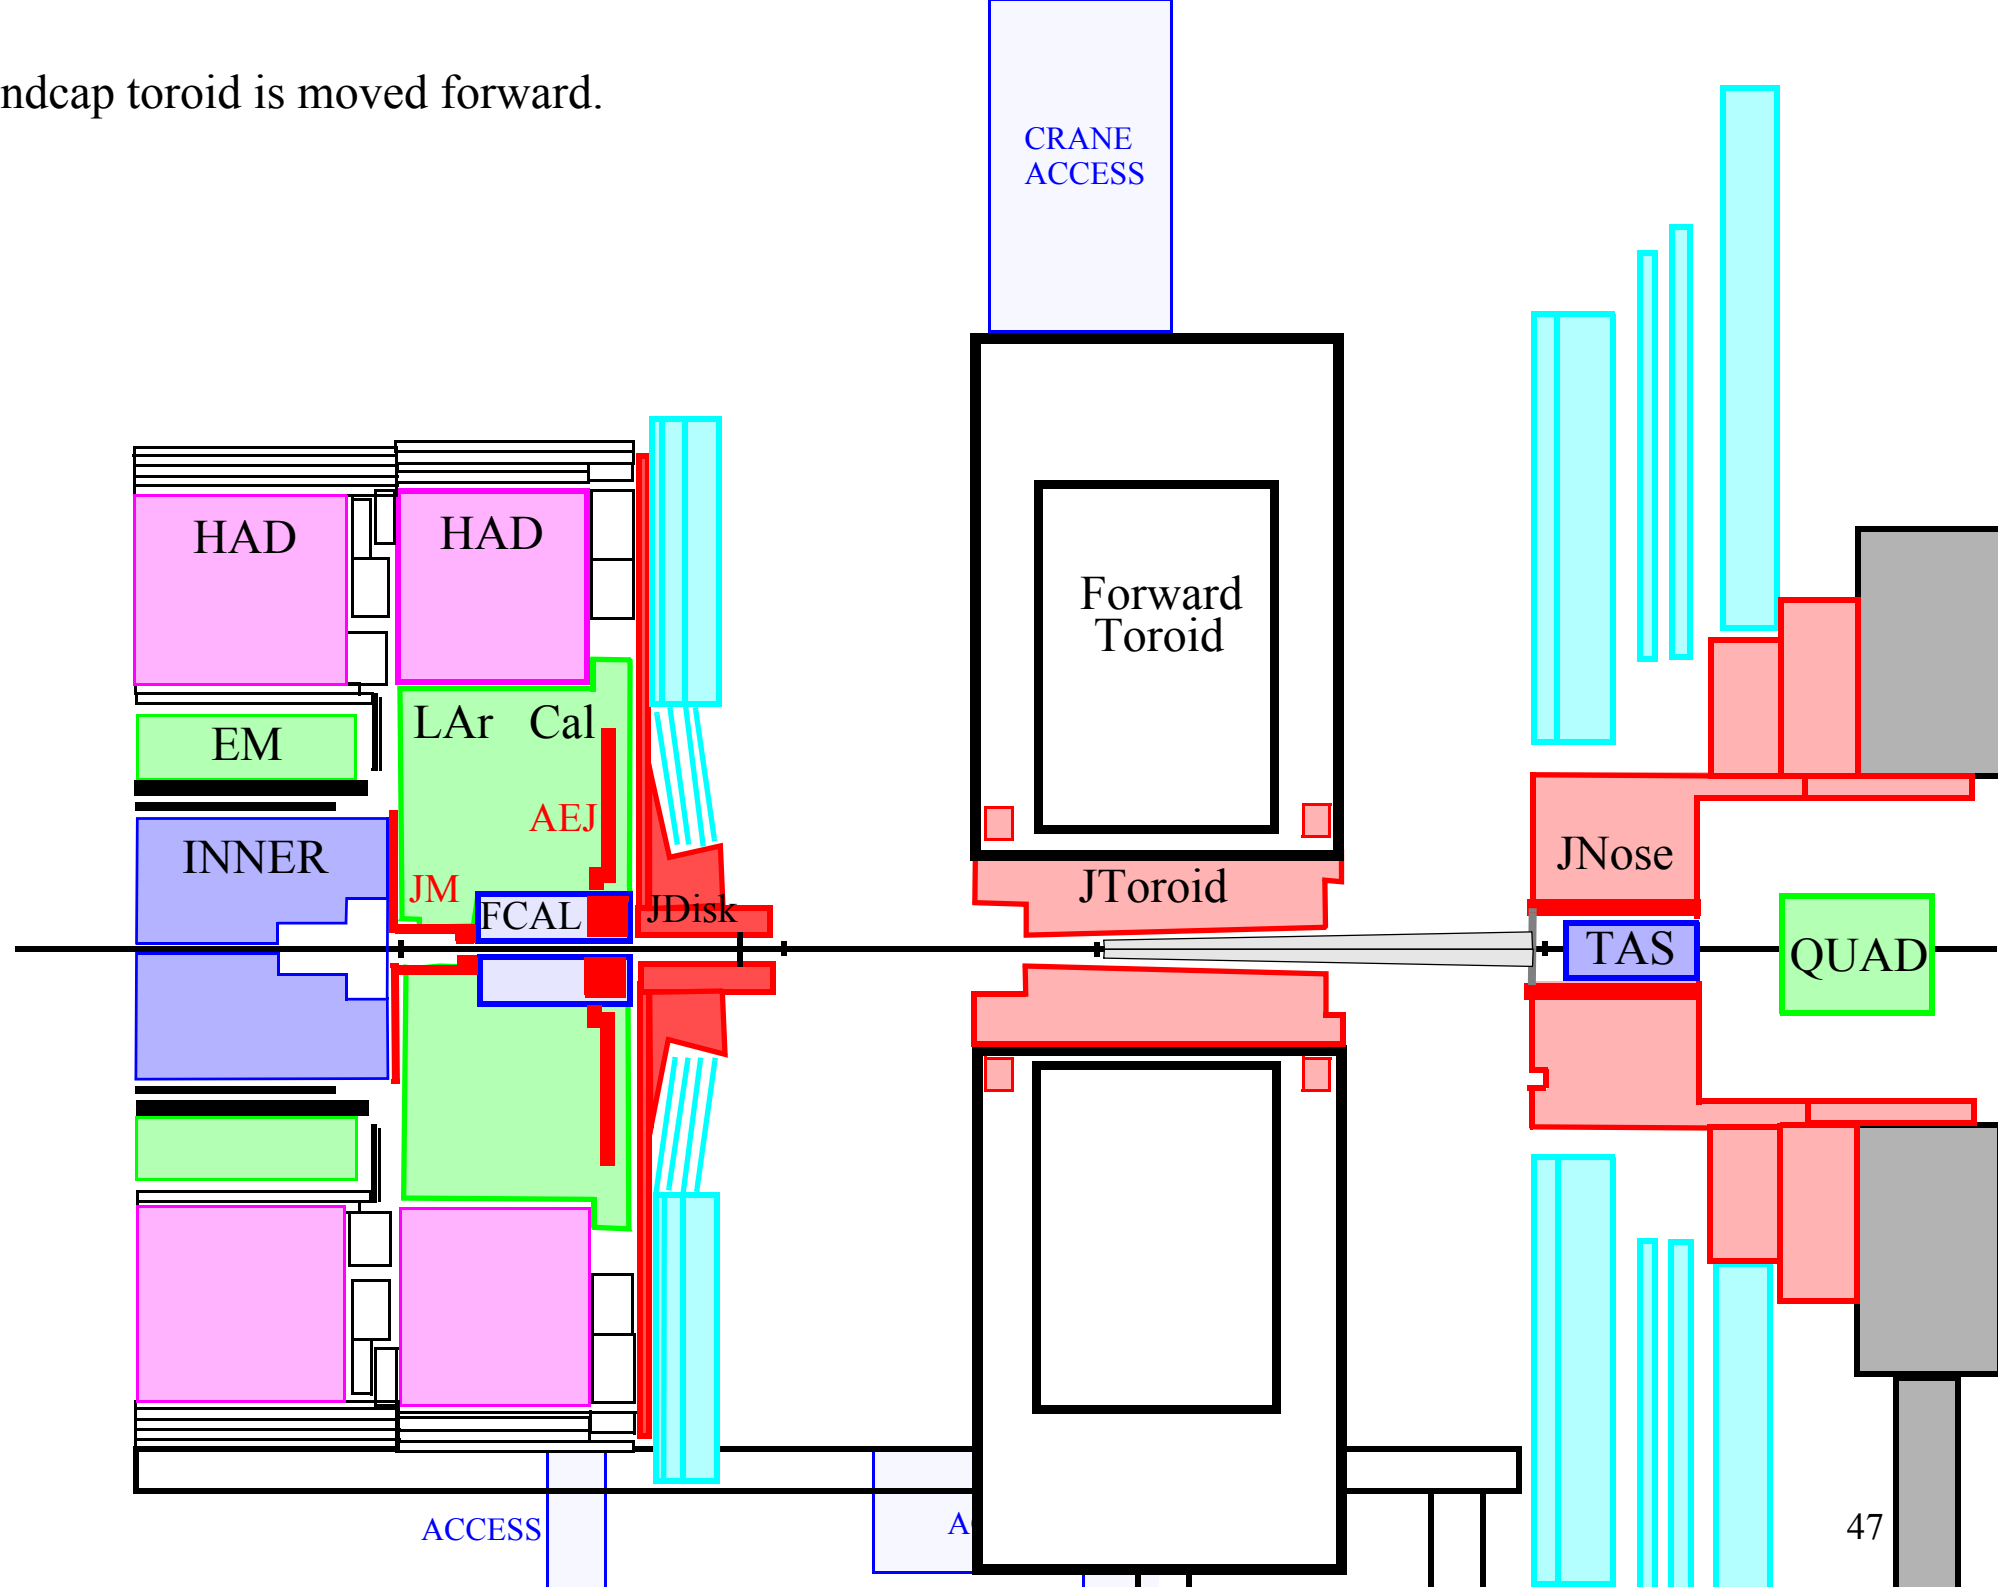 ndcap toroid is moved forward.
CRANE
ACCESS
HAD
HAD
Forward
Toroid
LAr Cal
EM
AEJ
INNER
JM
FCAL
JDisk
JToroid
JNose
TAS
QUAD
ACCESS
A
47